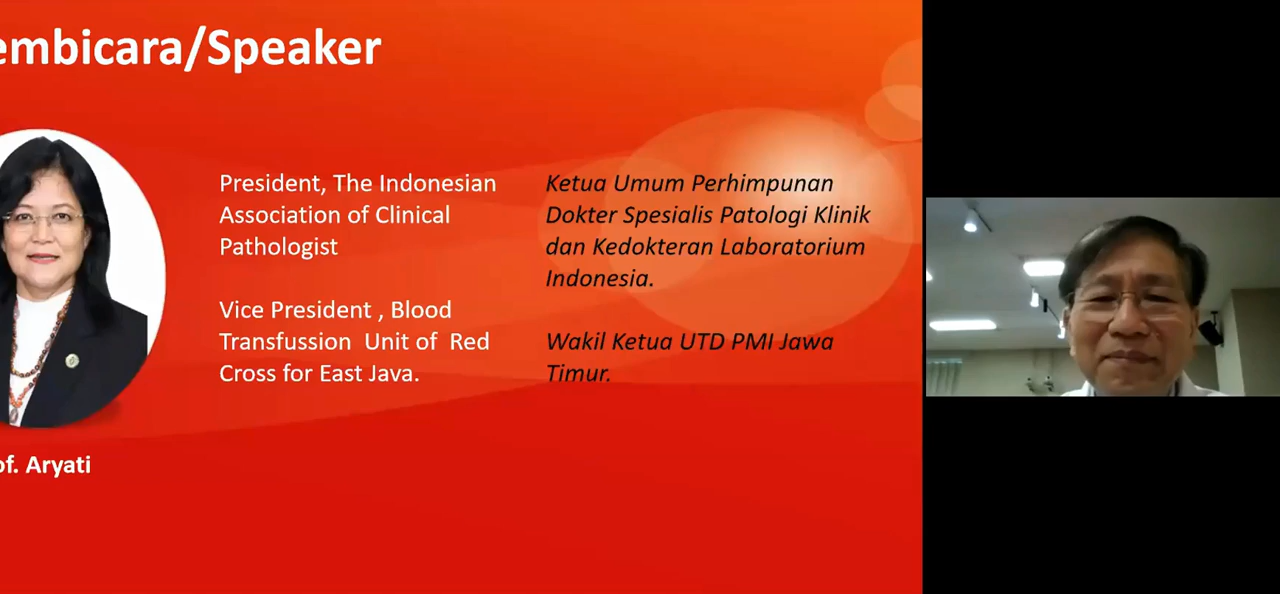 embicara/Speaker
President, The Indonesian
Association of Clinical
Pathologist
Vice President , Blood
Transfussion Unit of Red
Cross for East Java.
Ketua Umum Perhimpunan
Dokter Spesialis Patologi Klinik
dan Kedokteran Laboratorium
Indonesia.
Wakil Ketua UTD PMI Jawa
Timur.
of. Aryati